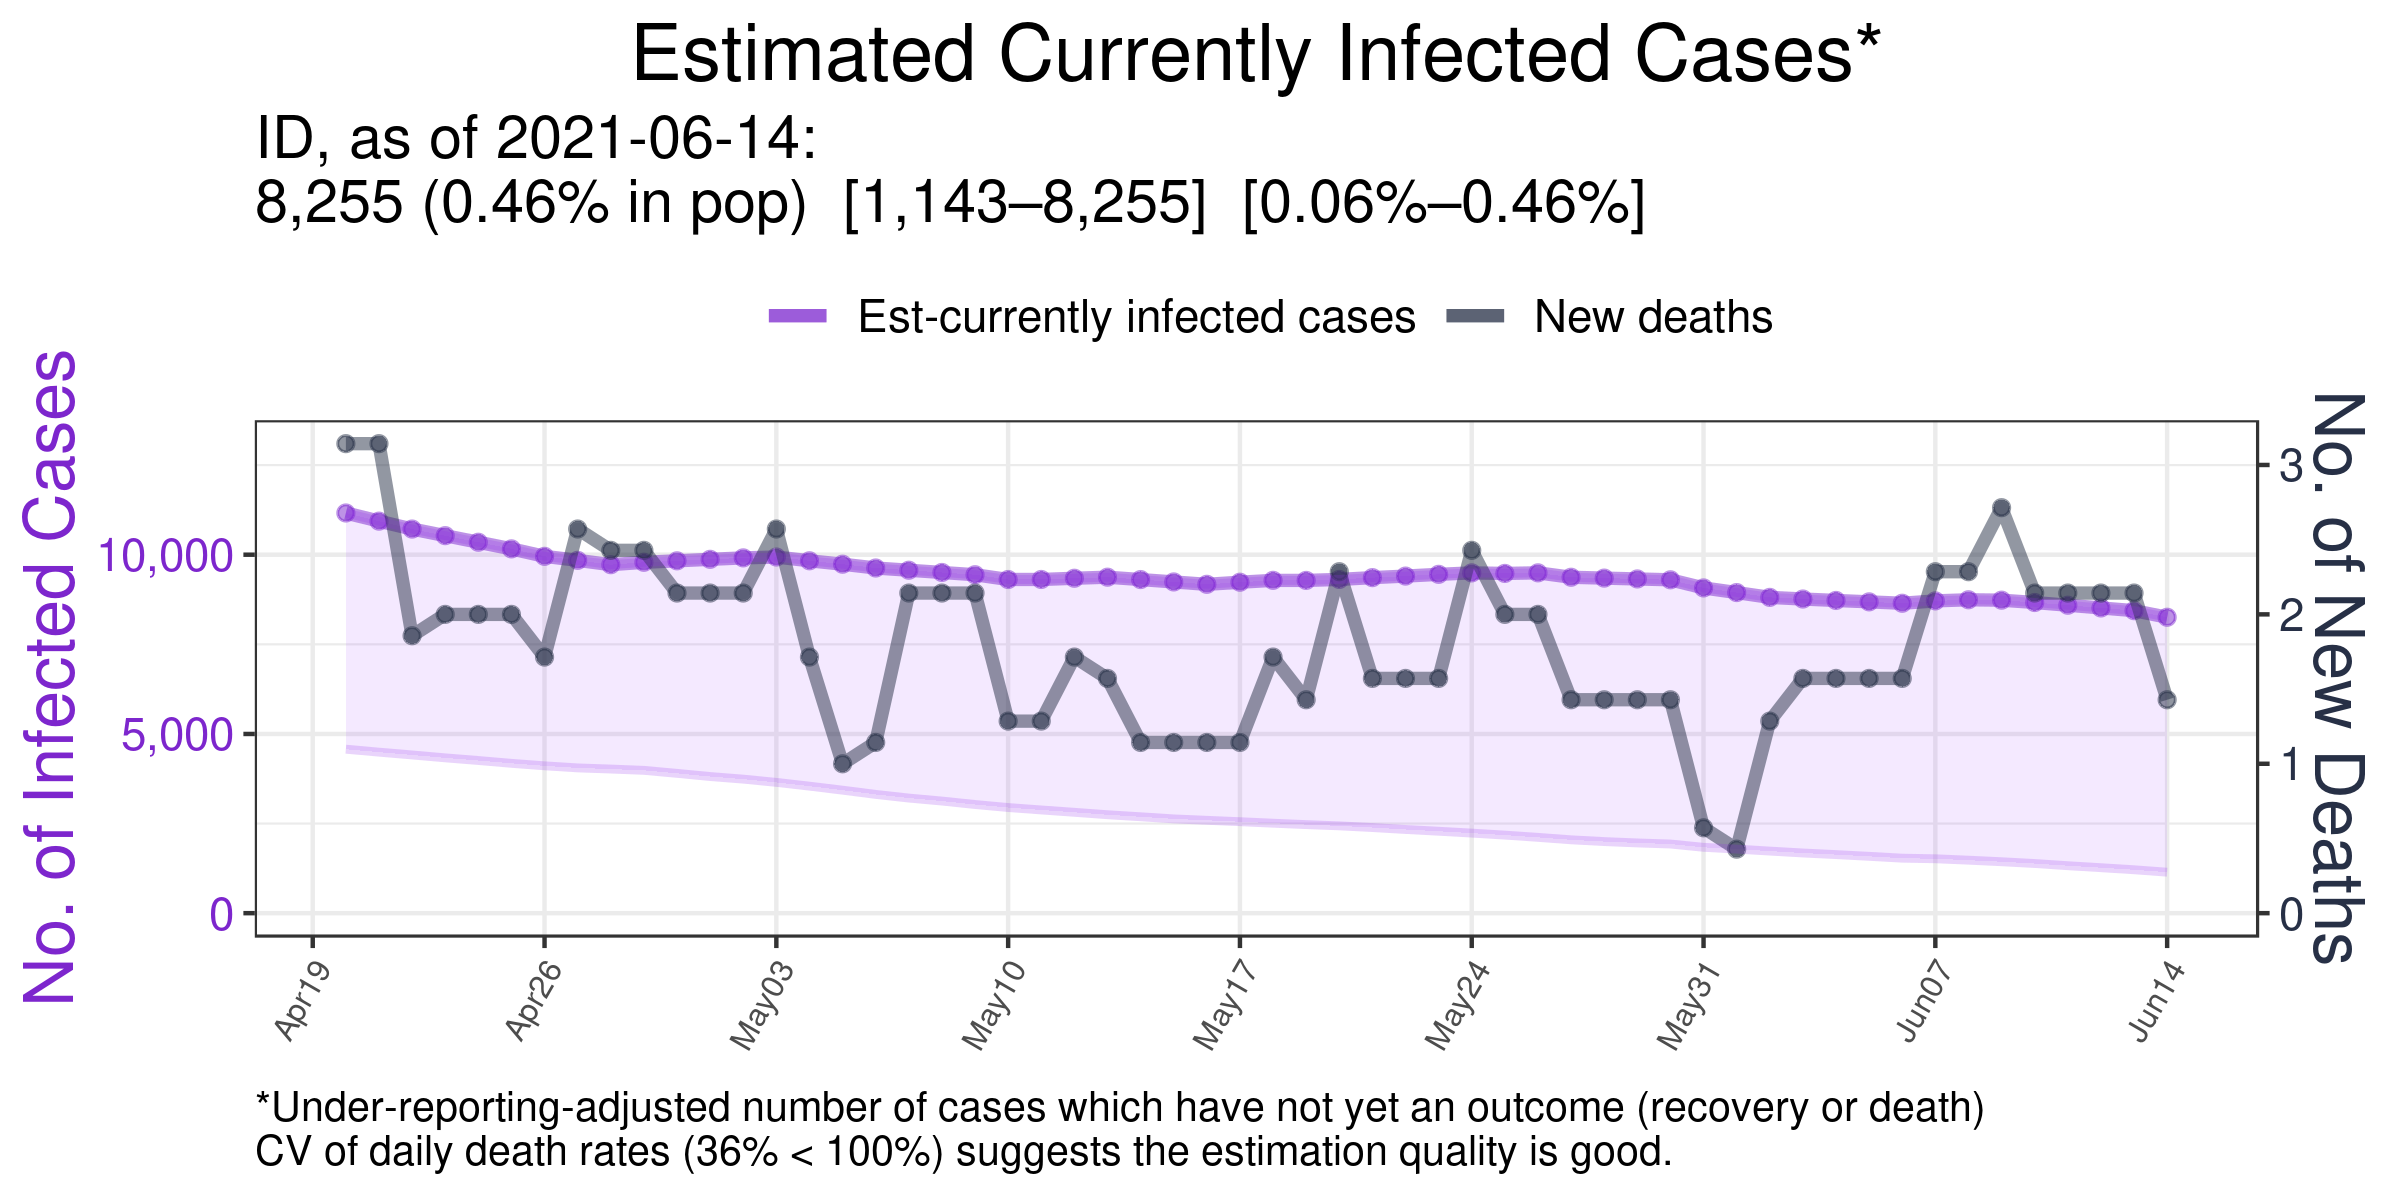 Estimated Currently Infected Cases*
ID, as of 2021-06-14:
8,255 (0.46% in pop)  [1,143–8,255]  [0.06%–0.46%]
Est-currently infected cases
New deaths
No. of Infected Cases
10,000
5,000
0
3
2
1
0
No. of New Deaths
Apr19
Apr26
May03
May10
May17
May24
May31
Jun07
Jun14
*Under-reporting-adjusted number of cases which have not yet an outcome (recovery or death)
CV of daily death rates (36% < 100%) suggests the estimation quality is good.